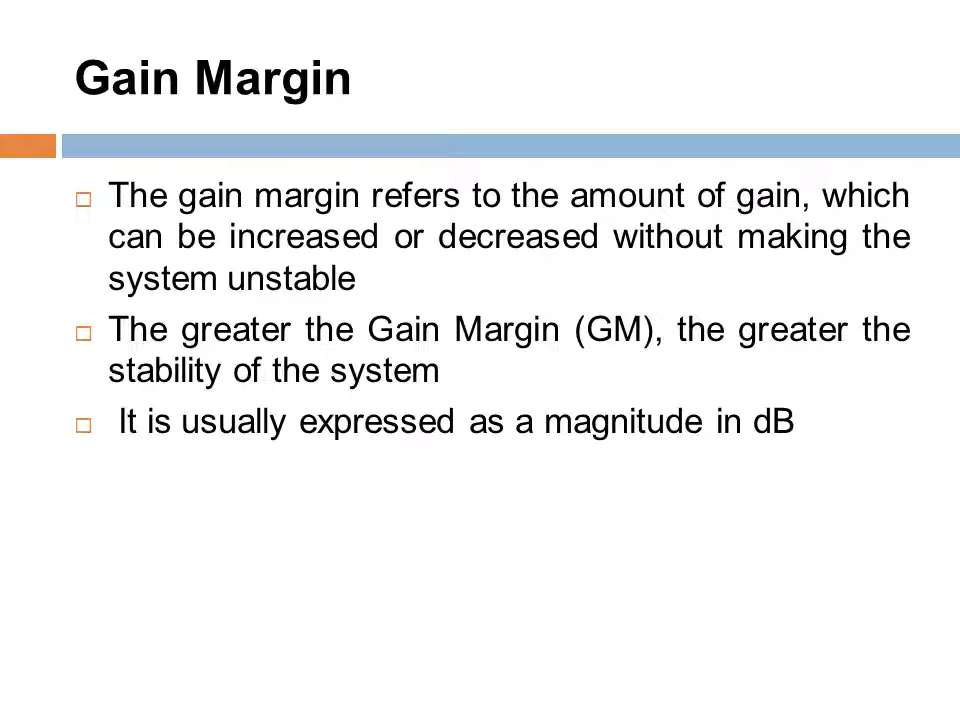 Gain Margin
The gain margin refers to the amount of gain, which
can be increased or decreased without making the
system unstable
The greater the Gain Margin (GM), the greater the
stability of the system
It is usually expressed as a magnitude in dB